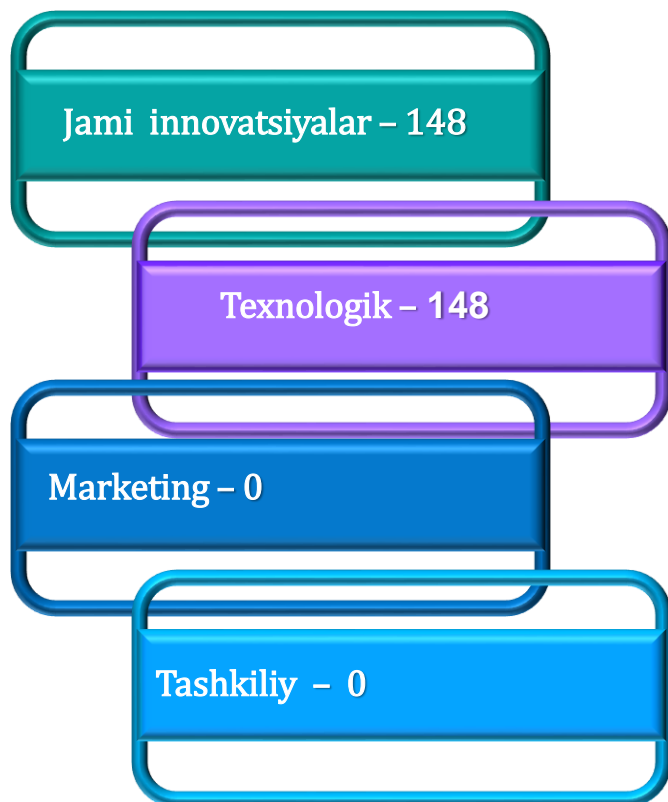 Jami innovatsiyalar – 148
Texnologik – 148
Marketing – 0
Tashkiliy – 0